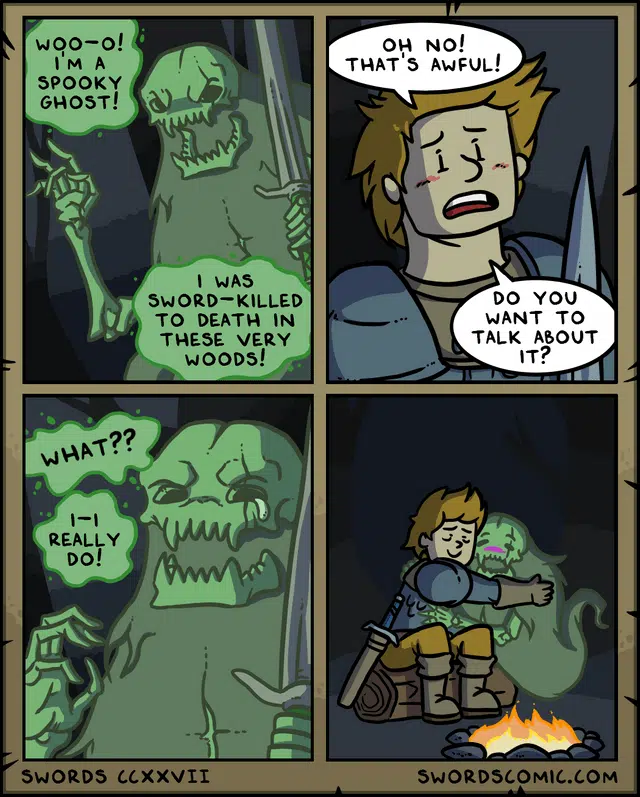 WOO-O!
I'M A
SPOOKY
GHOST!
I WAS
SWORD-KILLED
TO DEATH IN
THESE VERY
WOODS!
OH NO!
THAT'S AWFUL!
DO YOU
WANT TO
TALK ABOUT
IT?
WHAT??
I-I
REALLY
DO!
SWORDS CCXXVII
SWORDSCOMIC.COM